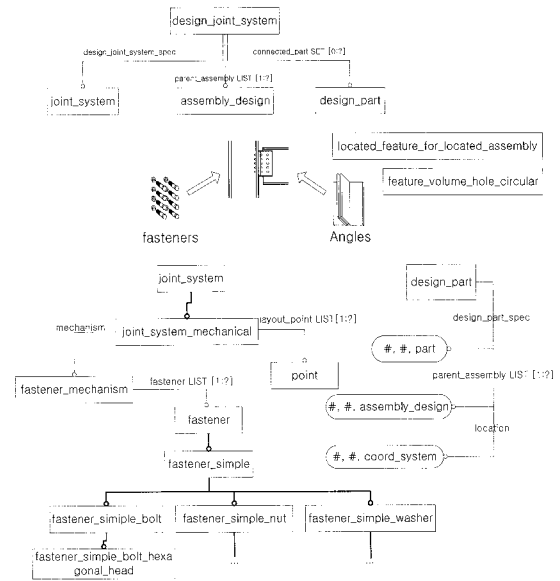 design_joint_system
design_joint_system_spec
connected_part SET [0:?]
parent_assembly LIST [1:?]
joint_system
assembly_design
design_part
located_feature_for_located_assembly
feature_volume_hole_circular
fasteners
Angles
joint_system
design_part
mechanism
joint_system_mechanical
layout_point LIST [1:?]
design_part_spec
#, #, part
fastener_mechanism
fastener LIST [1:?]
point
parent_assembly LIST [1:?]
fastener
#, #, assembly_design
location
fastener_simple
#, #, coord_system
fastener_simiple_bolt
fastener_simple_nut
fastener_simple_washer
fastener_simple_bolt_hexa
gonal_head
...
...